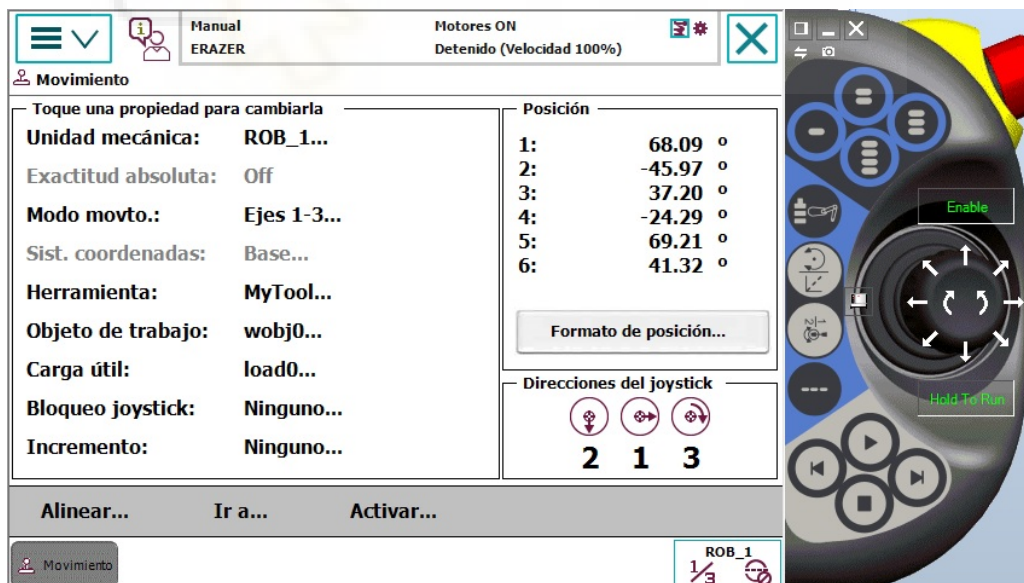 Manual
ERAZER
Motores ON
Detenido (Velocidad 100%)
Movimiento
Toque una propiedad para cambiarla
Unidad mecánica: ROB_1...
Exactitud absoluta: Off
Modo movto.: Ejes 1-3...
Sist. coordenadas: Base...
Herramienta: MyTool...
Objeto de trabajo: wobj0...
Carga útil: load0...
Bloqueo joystick: Ninguno...
Incremento: Ninguno...
Posición
1: 68.09 º
2: -45.97 º
3: 37.20 º
4: -24.29 º
5: 69.21 º
6: 41.32 º
Formato de posición...
Direcciones del joystick
2 1 3
Alinear... Ir a... Activar...
Movimiento
ROB_1
1/3
Enable
Hold To Run